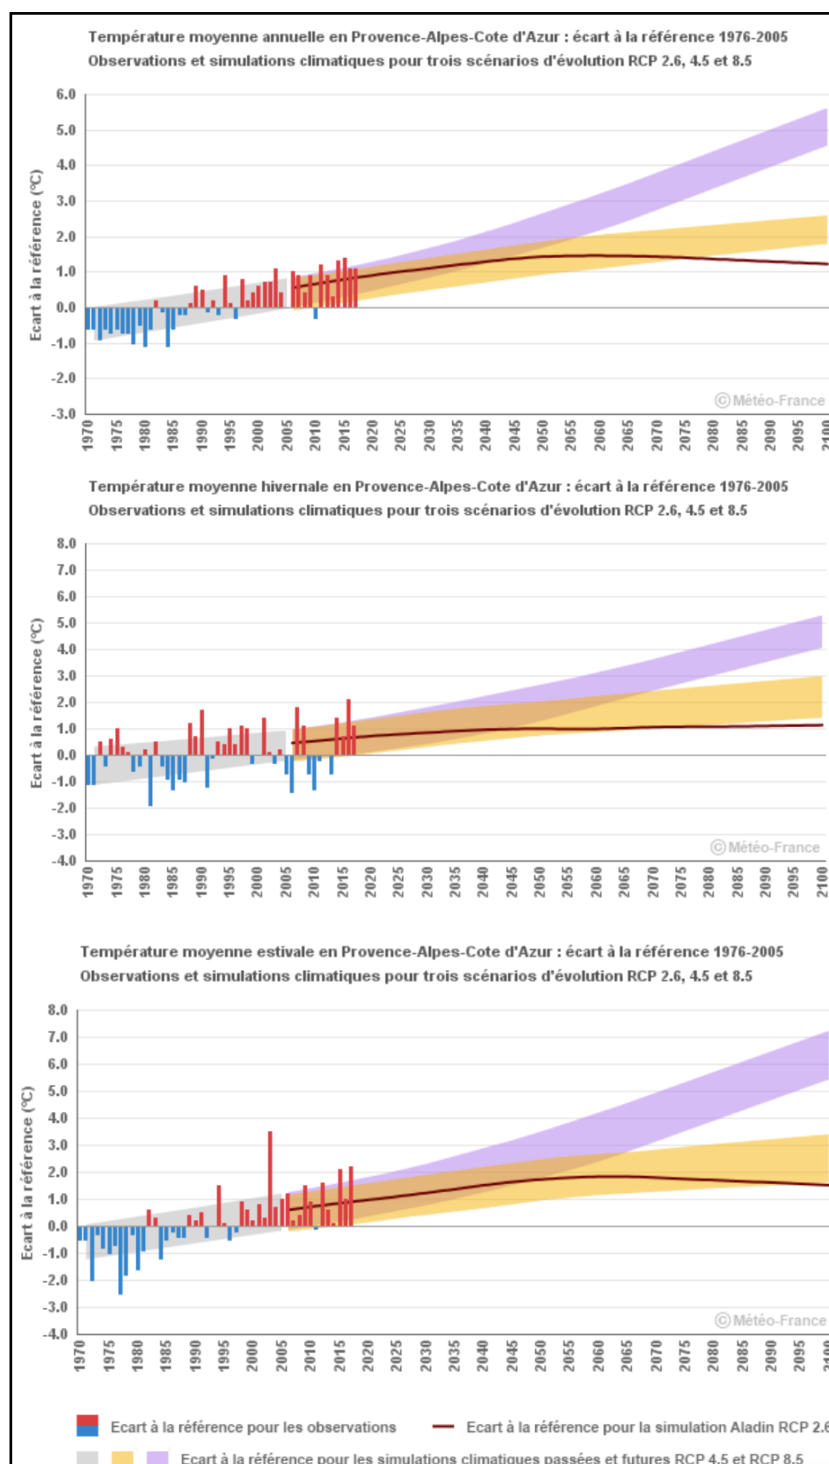 Température moyenne annuelle en Provence-Alpes-Cote d'Azur : écart à la référence 1976-2005
Observations et simulations climatiques pour trois scénarios d'évolution RCP 2.6, 4.5 et 8.5
Ecart à la référence (°C)
6.0
5.0
4.0
3.0
2.0
1.0
0.0
-1.0
-2.0
-3.0
© Météo-France
1970 1975 1980 1985 1990 1995 2000 2005 2010 2015 2020 2025 2030 2035 2040 2045 2050 2055 2060 2065 2070 2075 2080 2085 2090 2095 2100
Température moyenne hivernale en Provence-Alpes-Cote d'Azur : écart à la référence 1976-2005
Observations et simulations climatiques pour trois scénarios d'évolution RCP 2.6, 4.5 et 8.5
Ecart à la référence (°C)
8.0
7.0
6.0
5.0
4.0
3.0
2.0
1.0
0.0
-1.0
-2.0
-3.0
-4.0
© Météo-France
1970 1975 1980 1985 1990 1995 2000 2005 2010 2015 2020 2025 2030 2035 2040 2045 2050 2055 2060 2065 2070 2075 2080 2085 2090 2095 2100
Température moyenne estivale en Provence-Alpes-Cote d'Azur : écart à la référence 1976-2005
Observations et simulations climatiques pour trois scénarios d'évolution RCP 2.6, 4.5 et 8.5
Ecart à la référence (°C)
8.0
7.0
6.0
5.0
4.0
3.0
2.0
1.0
0.0
-1.0
-2.0
-3.0
-4.0
© Météo-France
1970 1975 1980 1985 1990 1995 2000 2005 2010 2015 2020 2025 2030 2035 2040 2045 2050 2055 2060 2065 2070 2075 2080 2085 2090 2095 2100
Ecart à la référence pour les observations
Ecart à la référence pour la simulation Aladin RCP 2.6
Ecart à la référence pour les simulations climatiques passées et futures RCP 4.5 et RCP 8.5